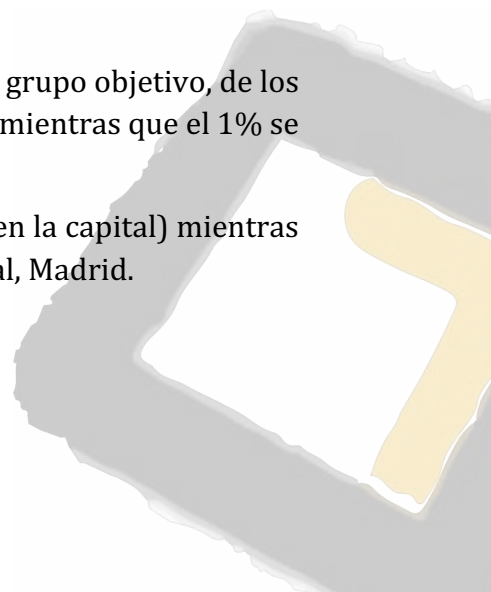 grupo objetivo, de los
mientras que el 1% se
en la capital) mientras
al, Madrid.